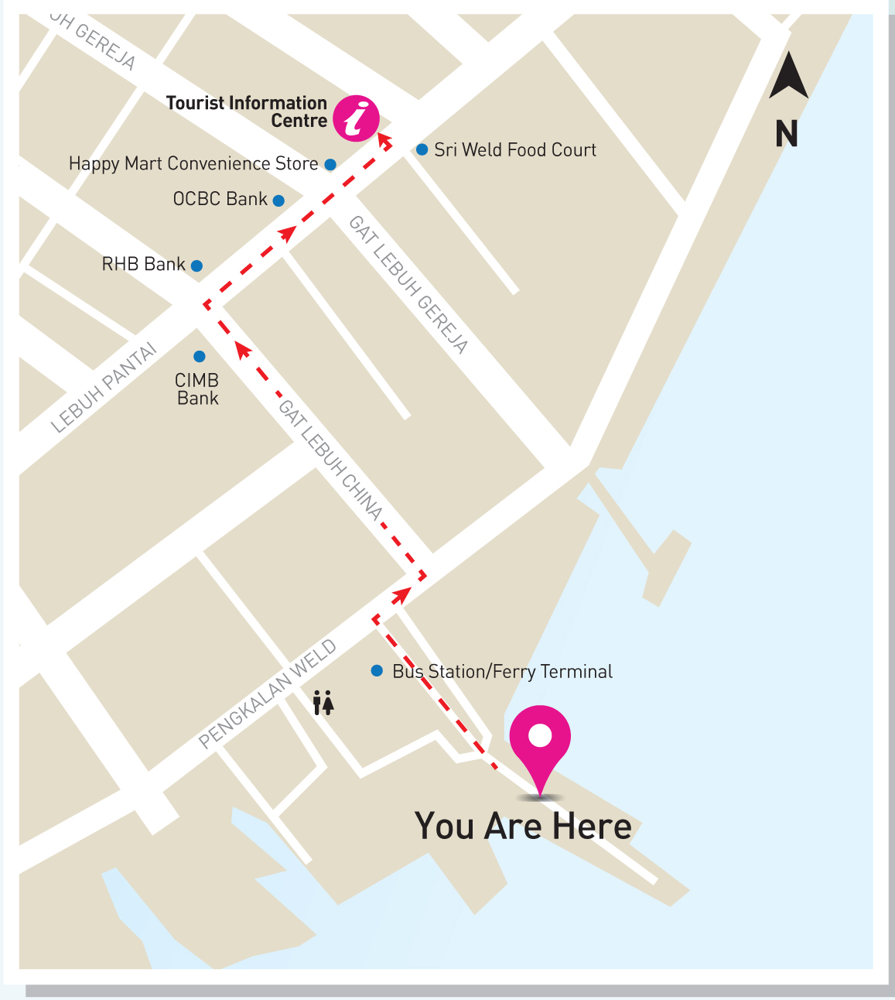 UH GEREJA
Tourist Information
Centre
N
Sri Weld Food Court
Happy Mart Convenience Store
OCBC Bank
GAT LEBUH GEREJA
RHB Bank
LEBUH PANTAI
CIMB
Bank
GAT LEBUH CHINA
PENGKALAN WELD
Bus Station/Ferry Terminal
You Are Here